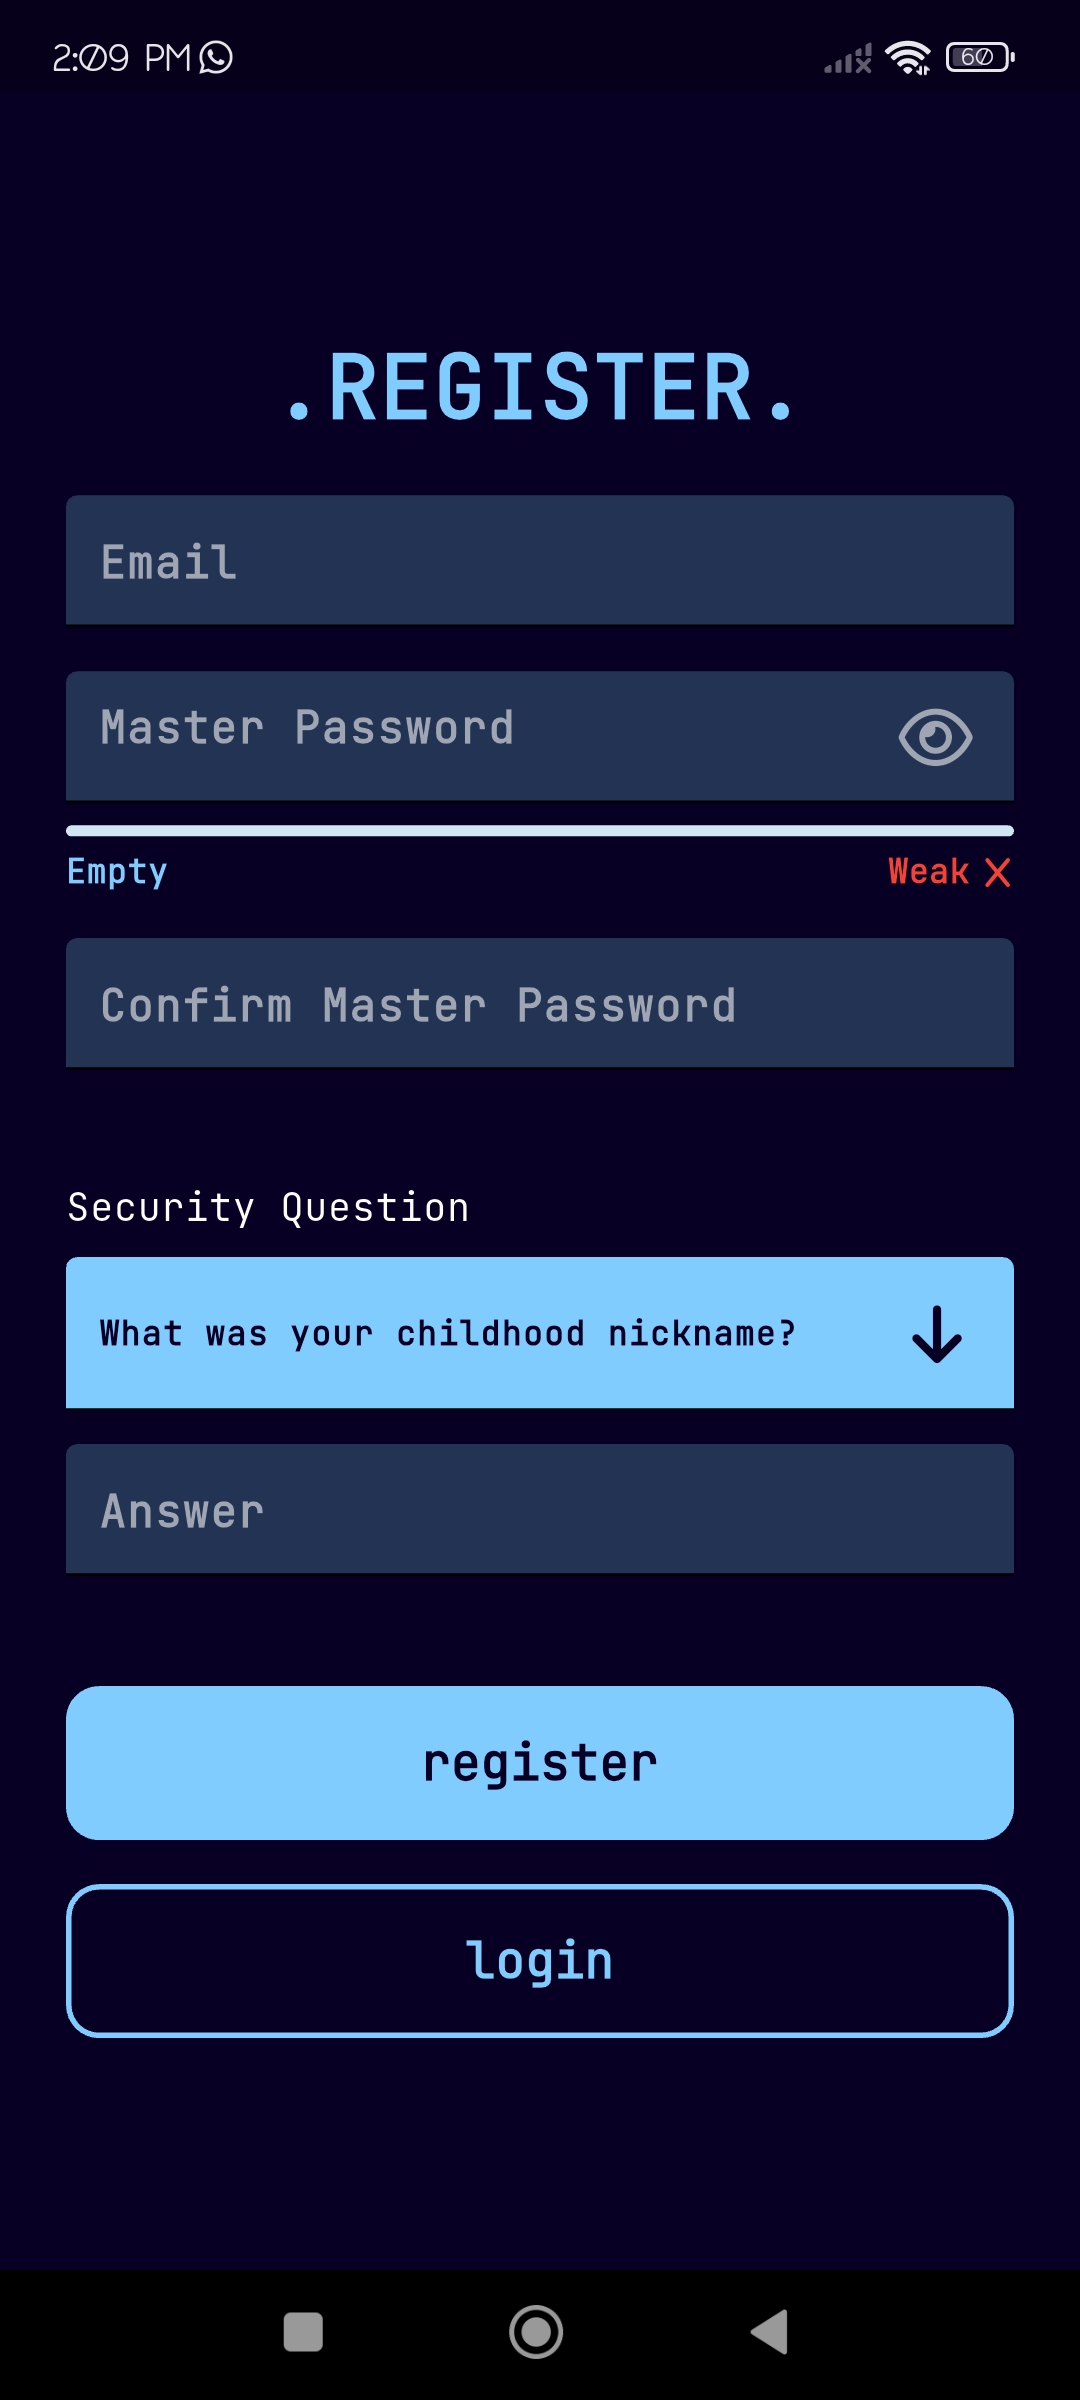 2:09 PM
60
.REGISTER.
Email
Master Password
Empty
Weak
Confirm Master Password
Security Question
What was your childhood nickname?
Answer
register
login